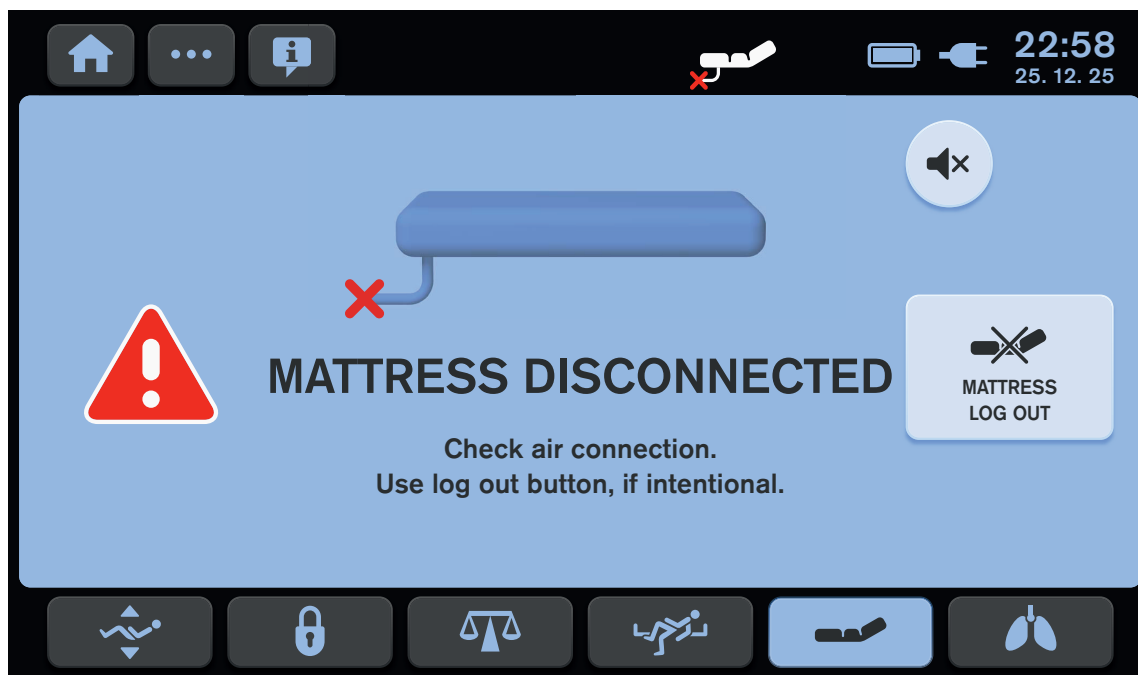 22:58
25. 12. 25
MATTRESS DISCONNECTED
Check air connection.
Use log out button, if intentional.
MATTRESS
LOG OUT